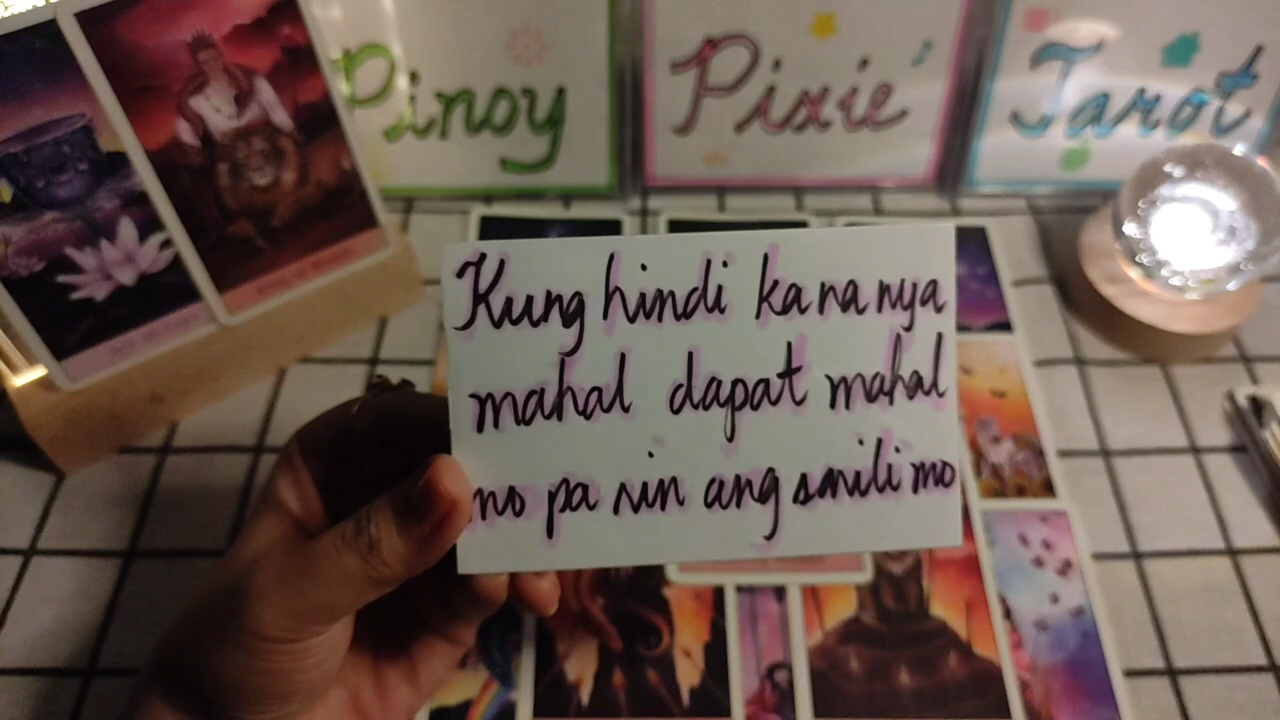 Pinoy
Pixie
Tarot
Kung hindi ka na nya
mahal dapat mahal
mo pa rin ang sarili mo